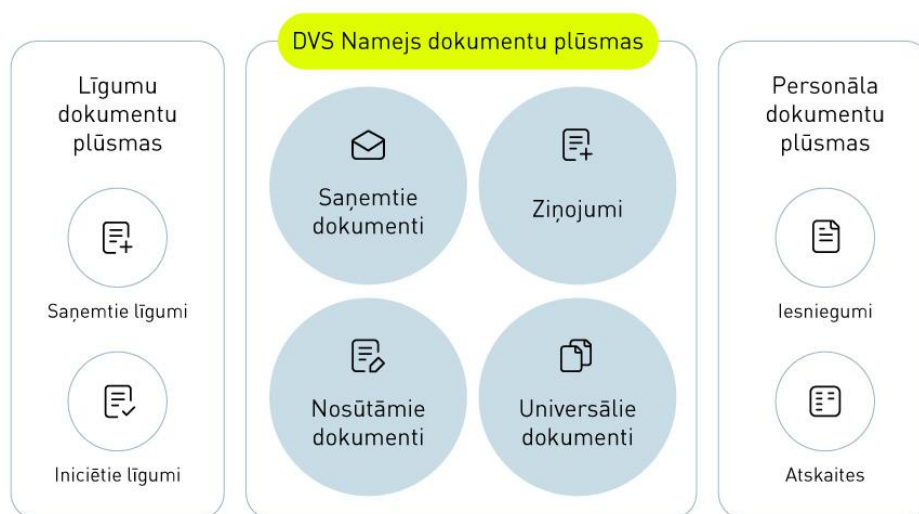 Līgumu
dokumentu
plūsmas
Saņemtie līgumi
Iniciētie līgumi
DVS Namejs dokumentu plūsmas
Saņemtie
dokumenti
Ziņojumi
Nosūtāmie
dokumenti
Universālie
dokumenti
Personāla
dokumentu
plūsmas
Iesniegumi
Atskaites